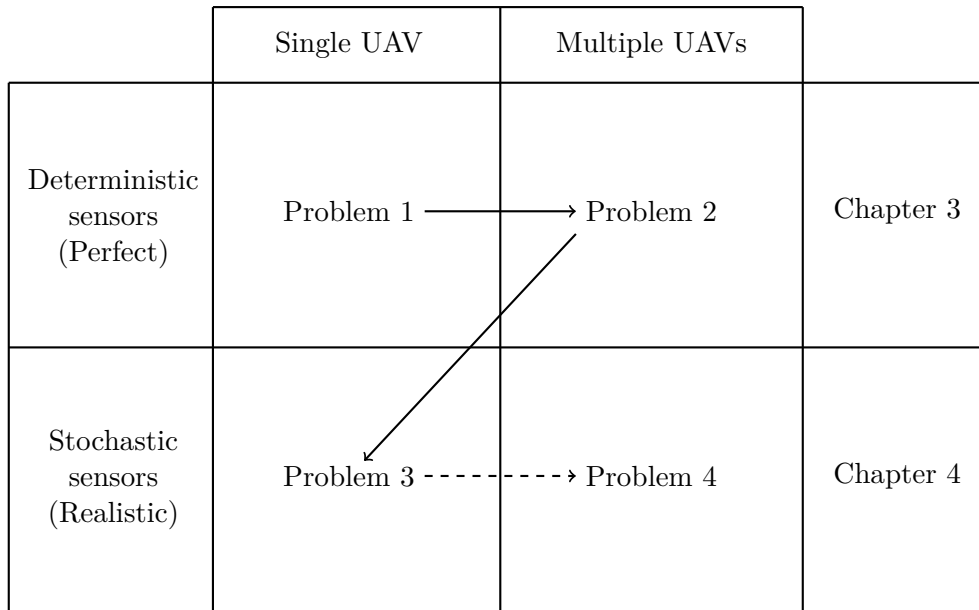 Single UAV
Multiple UAVs
Deterministic
sensors
(Perfect)
Problem 1
Problem 2
Chapter 3
Stochastic
sensors
(Realistic)
Problem 3
Problem 4
Chapter 4